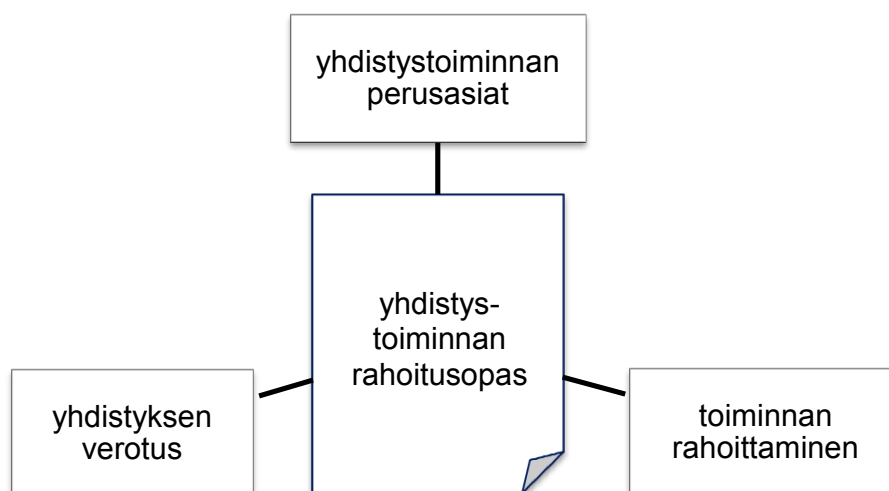 yhdistystoiminnan
perusasiat
yhdistys-
toiminnan
rahoitusopas
yhdistyksen
verotus
toiminnan
rahoittaminen